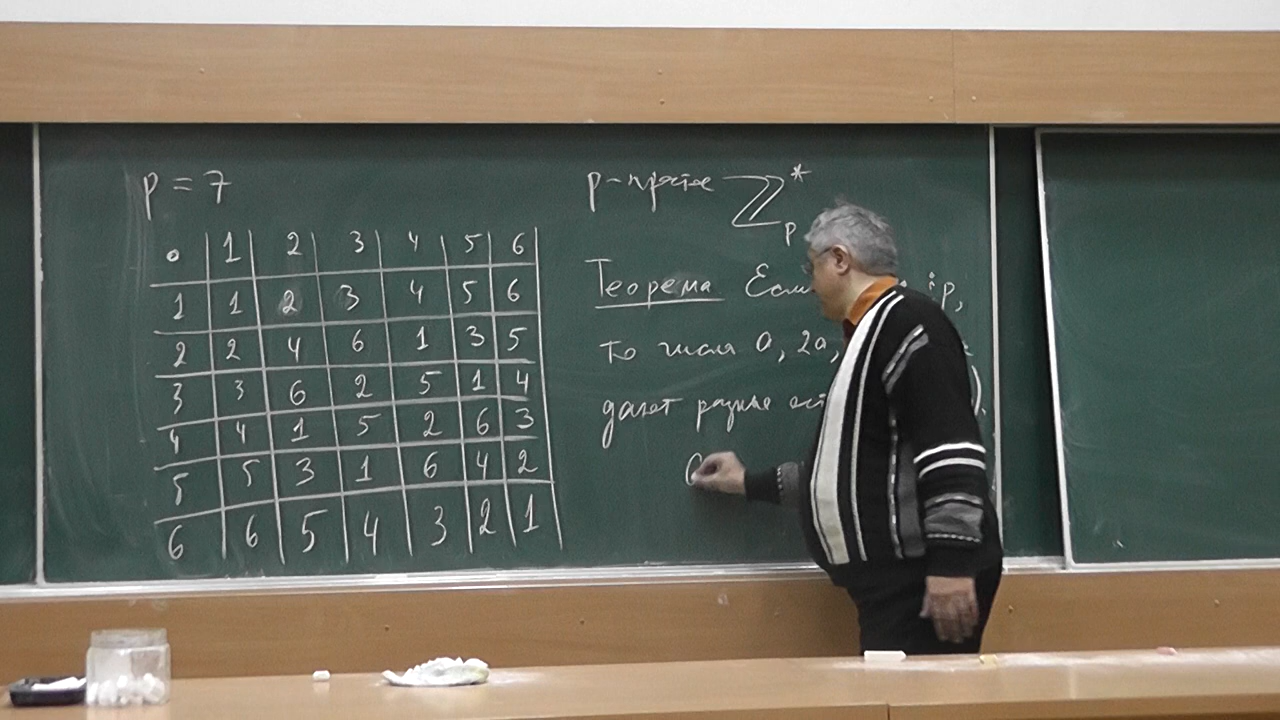 p = 7
∘ 1 2 3 4 5 6
1 1 2 3 4 5 6
2 2 4 6 1 3 5
3 3 6 2 5 1 4
4 4 1 5 2 6 3
5 5 3 1 6 4 2
6 6 5 4 3 2 1
p-простое ℤ*p
Теорема Если p,
то числа a, 2a,
дают разные